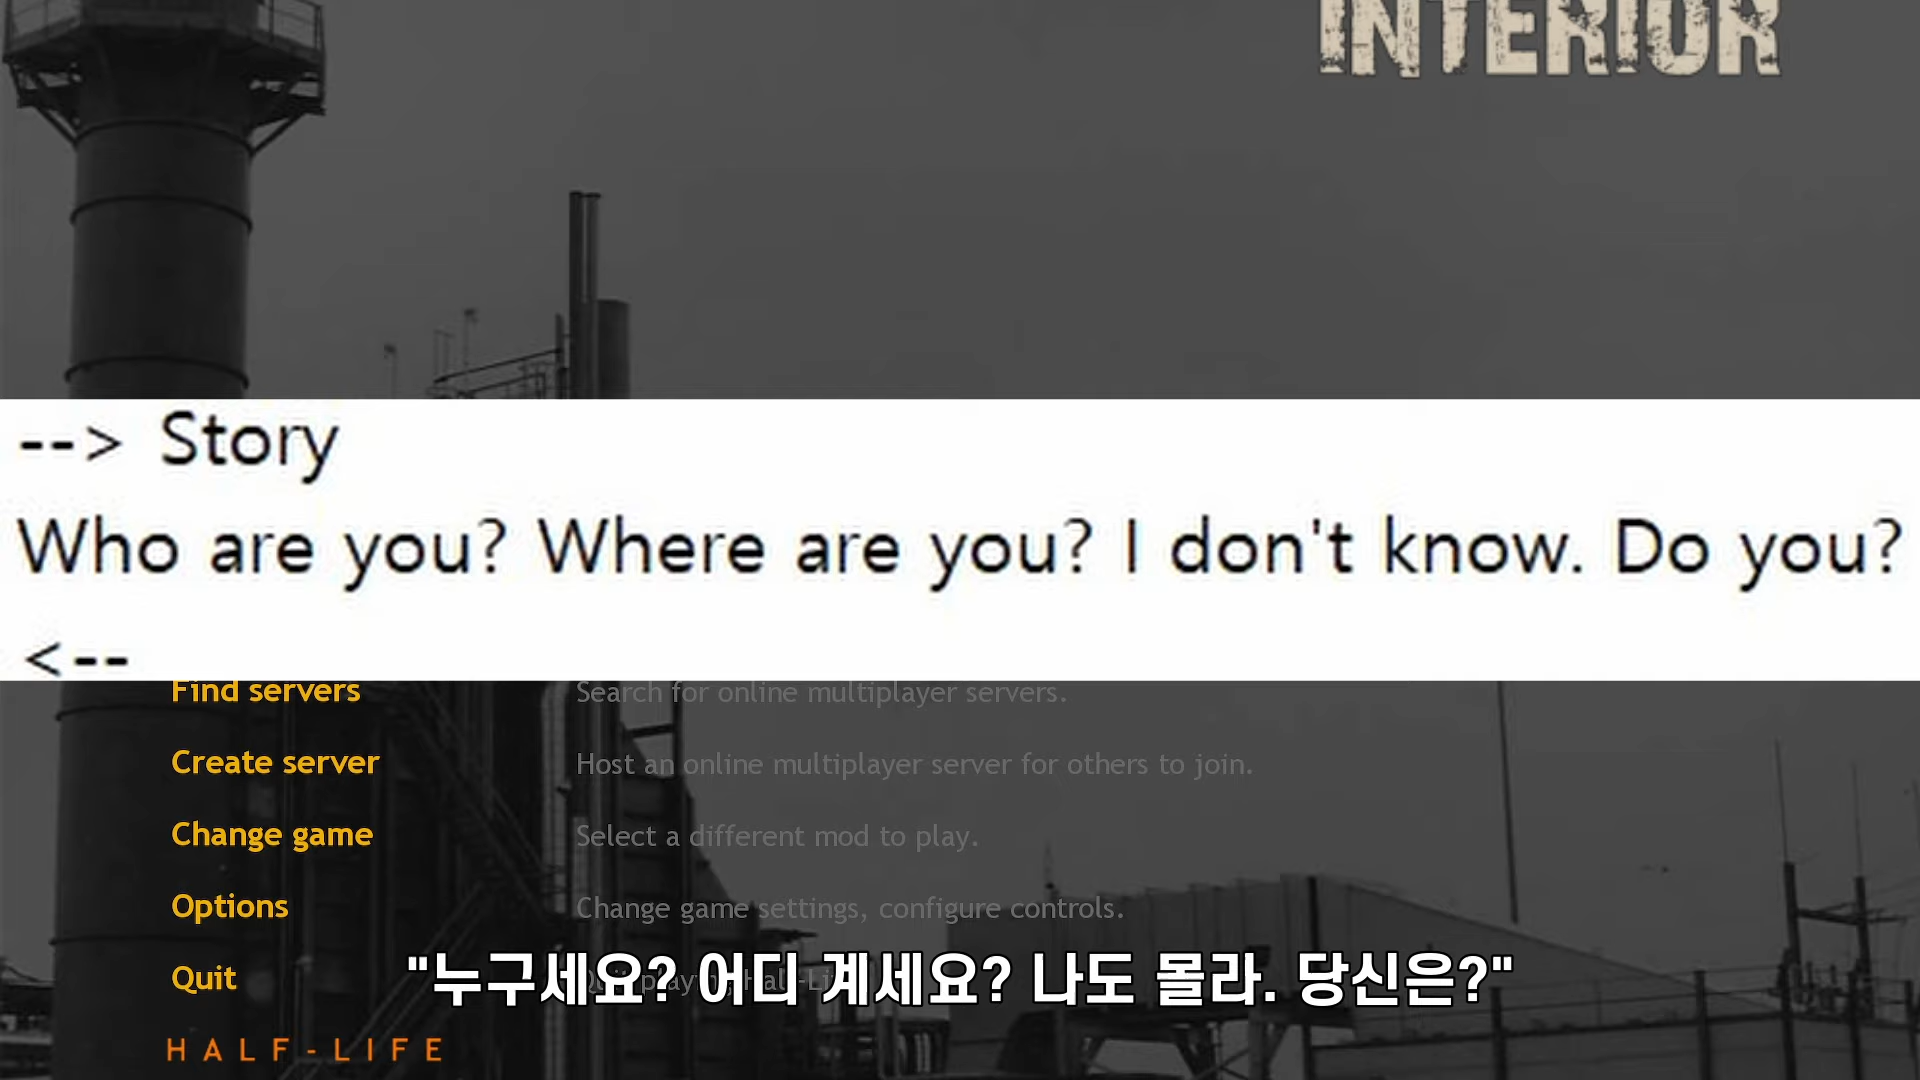 INTERIOR
--> Story
Who are you? Where are you? I don't know. Do you?
<--
Find servers Search for online multiplayer servers.
Create server Host an online multiplayer server for others to join.
Change game Select a different mod to play.
Options Change game settings, configure controls.
Quit
"누구세요? 어디 계세요? 나도 몰라. 당신은?"
HALF-LIFE